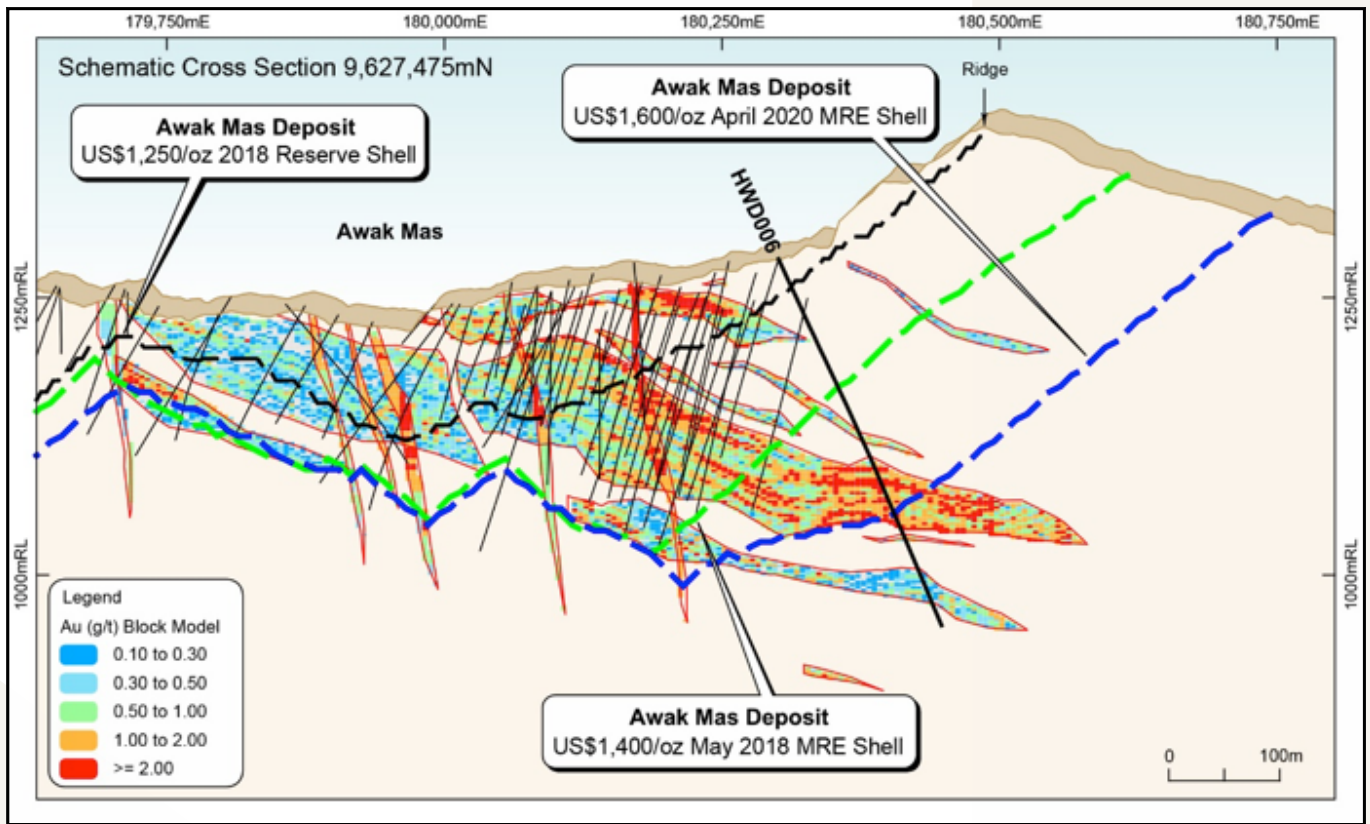 179,750mE
180,000mE
180,250mE
180,500mE
180,750mE
Schematic Cross Section 9,627,475mN
Ridge
Awak Mas Deposit
US$1,600/oz April 2020 MRE Shell
Awak Mas Deposit
US$1,250/oz 2018 Reserve Shell
HWD006
Awak Mas
1250mRL
1250mRL
1000mRL
1000mRL
Legend
Au (g/t) Block Model
0.10 to 0.30
0.30 to 0.50
0.50 to 1.00
1.00 to 2.00
>= 2.00
Awak Mas Deposit
US$1,400/oz May 2018 MRE Shell
0 100m